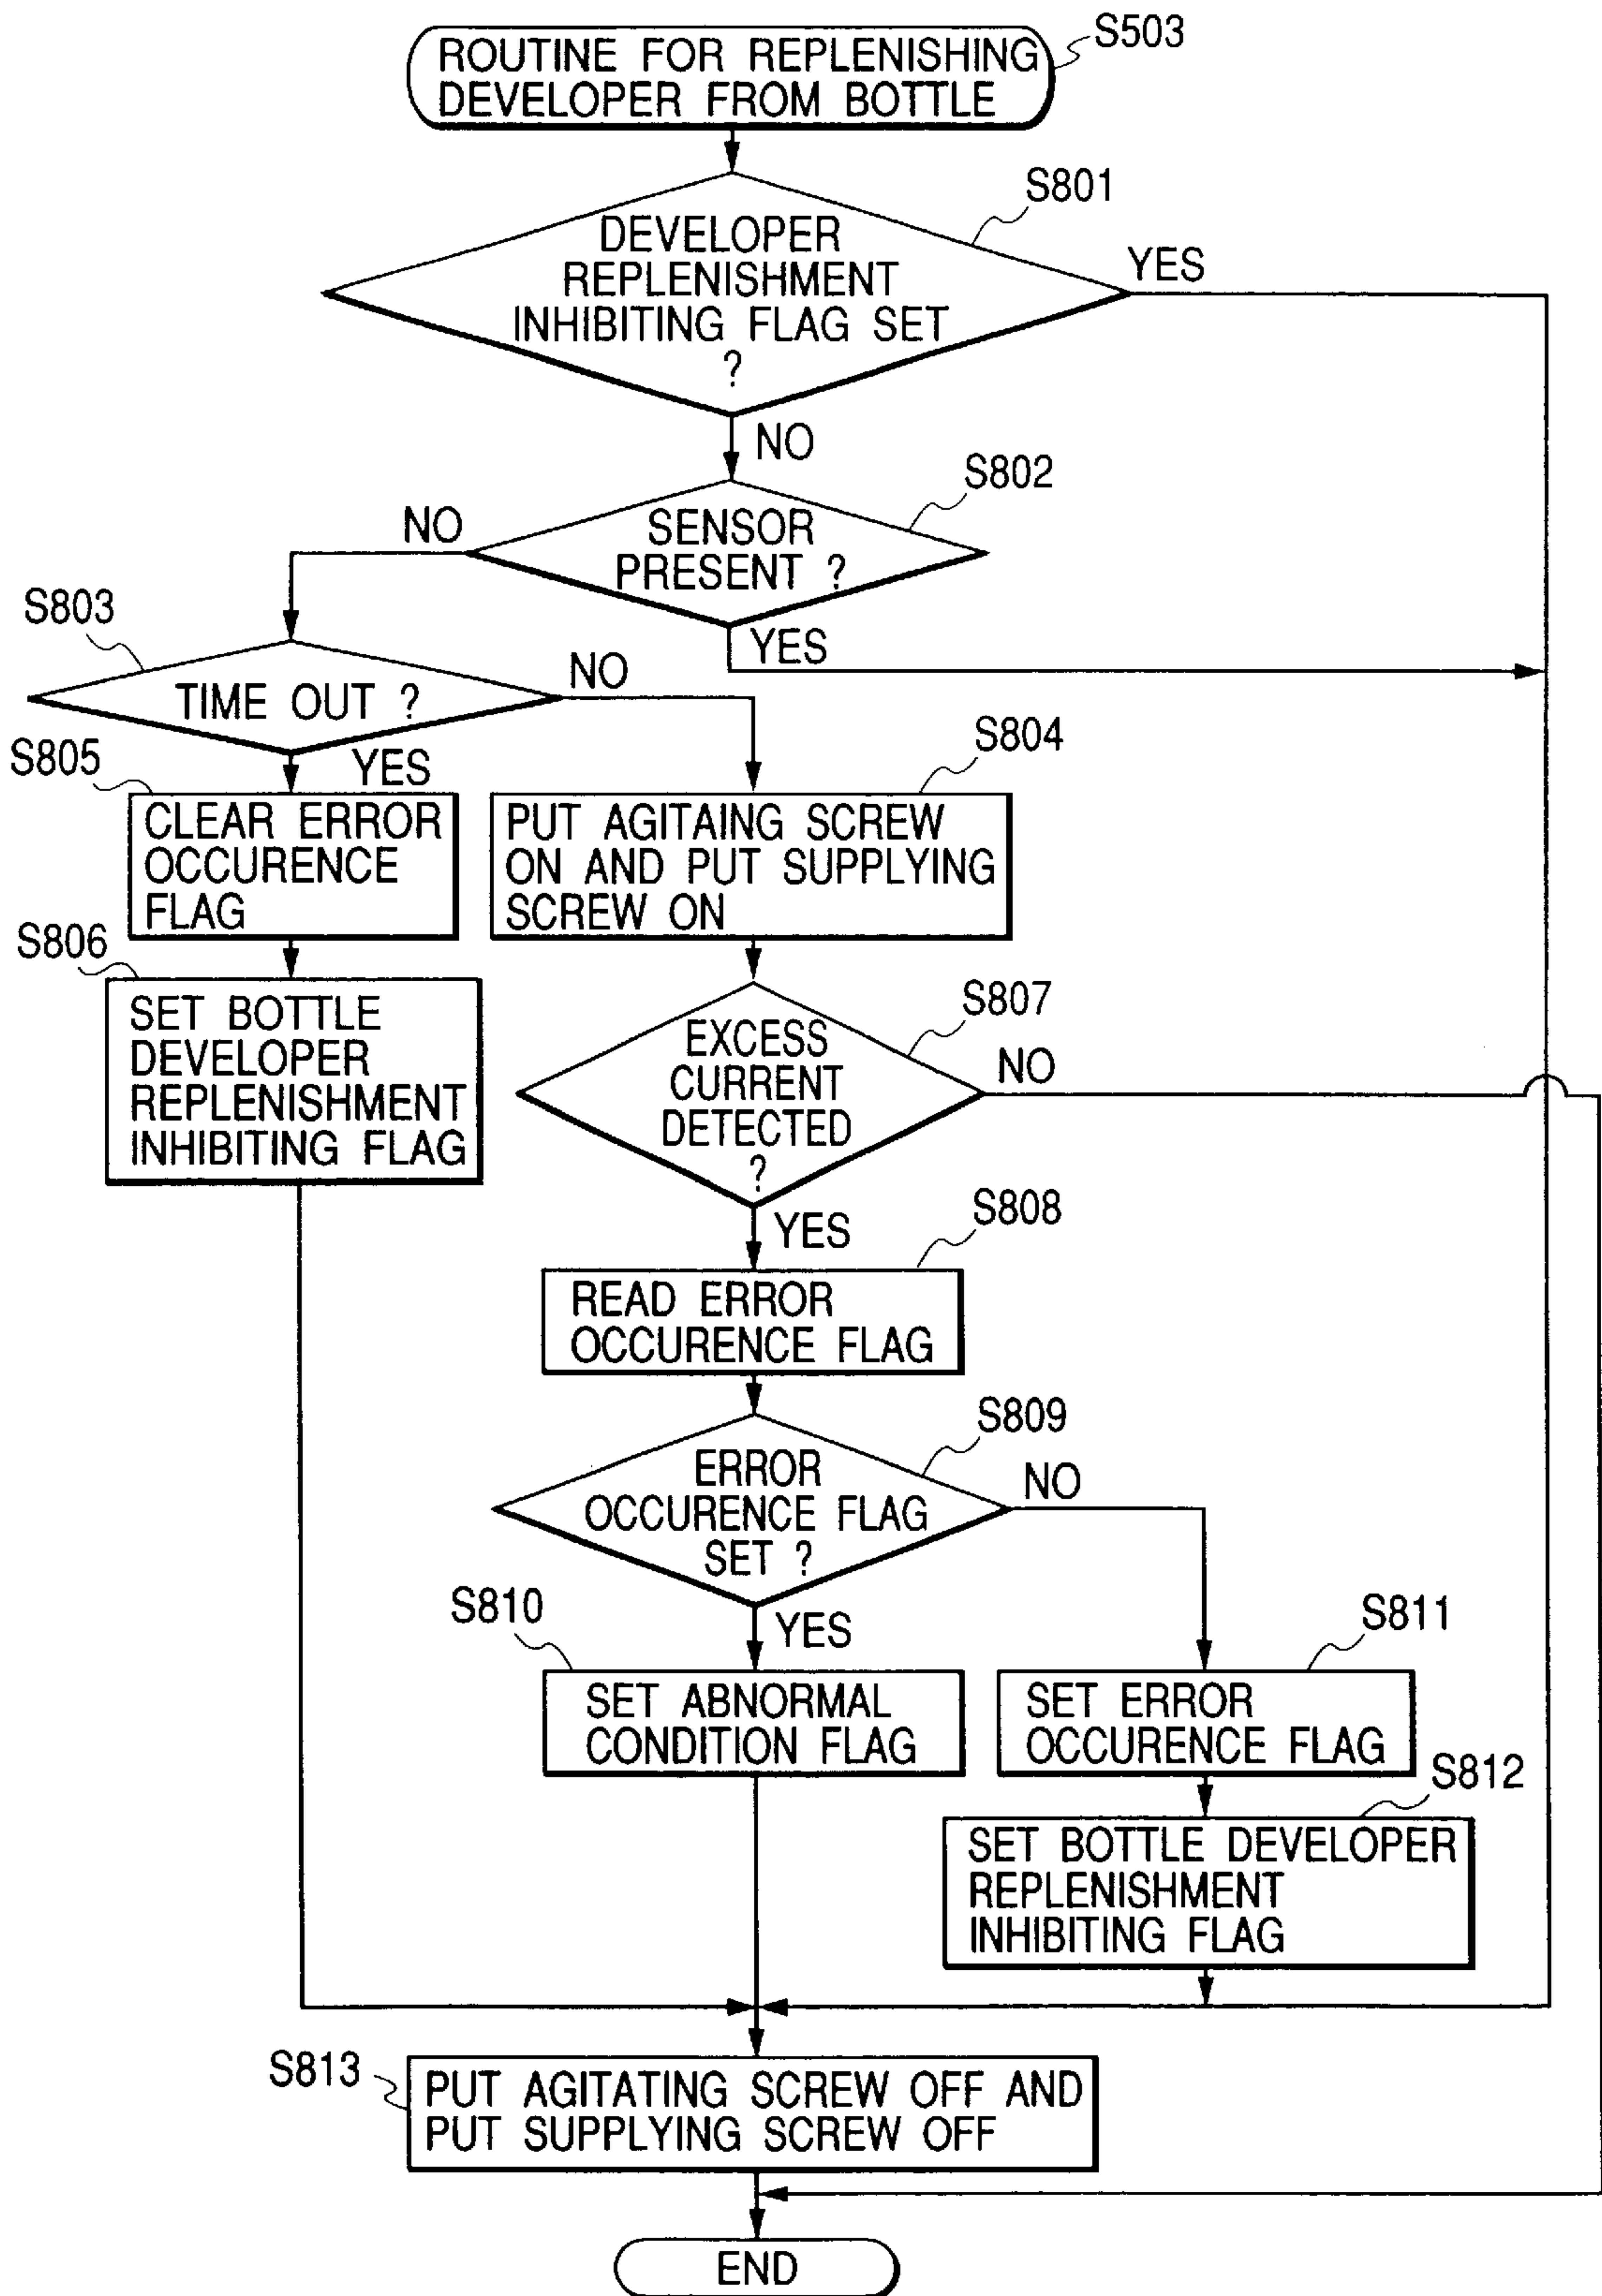 ROUTINE FOR REPLENISHING
DEVELOPER FROM BOTTLE
S503
S801
DEVELOPER
REPLENISHMENT
INHIBITING FLAG SET
?
YES
NO
S802
SENSOR
PRESENT ?
NO
YES
S803
TIME OUT ?
NO
YES
S805
CLEAR ERROR
OCCURENCE
FLAG
S804
PUT AGITAING SCREW
ON AND PUT SUPPLYING
SCREW ON
S806
SET BOTTLE
DEVELOPER
REPLENISHMENT
INHIBITING FLAG
S807
EXCESS
CURRENT
DETECTED
?
NO
YES
S808
READ ERROR
OCCURENCE FLAG
S809
ERROR
OCCURENCE FLAG
SET ?
NO
YES
S810
SET ABNORMAL
CONDITION FLAG
S811
SET ERROR
OCCURENCE FLAG
S812
SET BOTTLE DEVELOPER
REPLENISHMENT
INHIBITING FLAG
S813
PUT AGITATING SCREW OFF AND
PUT SUPPLYING SCREW OFF
END